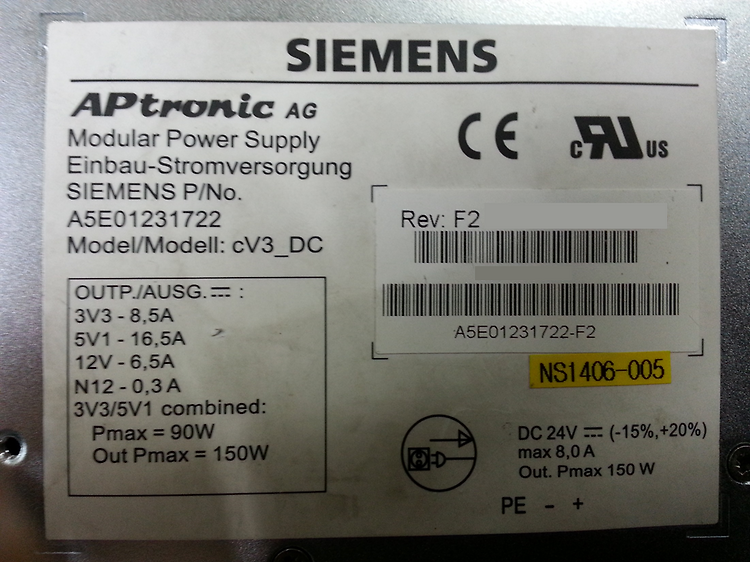 SIEMENS
APtronic AG
Modular Power Supply
Einbau-Stromversorgung
SIEMENS P/No.
A5E01231722
Model/Modell: cV3_DC
CE
c RU US
Rev: F2
A5E01231722-F2
NS1406-005
OUTP./AUSG. ⎓ :
3V3 - 8,5A
5V1 - 16,5A
12V - 6,5A
N12 - 0,3 A
3V3/5V1 combined:
Pmax = 90W
Out Pmax = 150W
DC 24V ⎓ (-15%,+20%)
max 8,0 A
Out. Pmax 150 W
PE - +